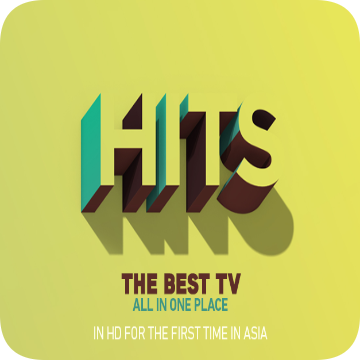 HITS
THE BEST TV
ALL IN ONE PLACE
IN HD FOR THE FIRST TIME IN ASIA